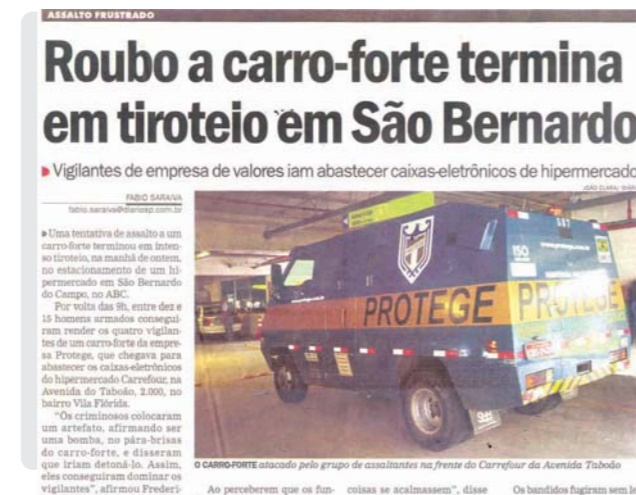 ASSALTO FRUSTRADO
Roubo a carro-forte termina
em tiroteio em São Bernardo
Vigilantes de empresa de valores iam abastecer caixas-eletrônicos de hipermercado
FABIO SARAIVA
fabio.saraiva@diariosp.com.br
Uma tentativa de assalto a um
carro-forte terminou em inten-
so tiroteio, na manhã de ontem,
no estacionamento de um hi-
permercado em São Bernardo
do Campo, no ABC.
Por volta das 9h, entre dez e
15 homens armados consegui-
ram render os quatro vigilan-
tes de um carro-forte da empre-
sa Protege, que chegava para
abastecer os caixas-eletrônicos
do hipermercado Carrefour, na
Avenida do Taboão, 2.000, no
bairro Vila Flórida.
"Os criminosos colocaram
um artefato, afirmando ser
uma bomba, no pára-brisas
do carro-forte, e disseram
que iriam detoná-lo. Assim,
eles conseguiram dominar os
vigilantes", afirmou Frederi-
JOÃO CLARA/
PROTEGE
PROTEGE
O CARRO-FORTE atacado pelo grupo de assaltantes na frente do Carrefour da Avenida Taboão
Ao perceberem que os fun-
coisas se acalmassem", disse
Os bandidos fugiram sem